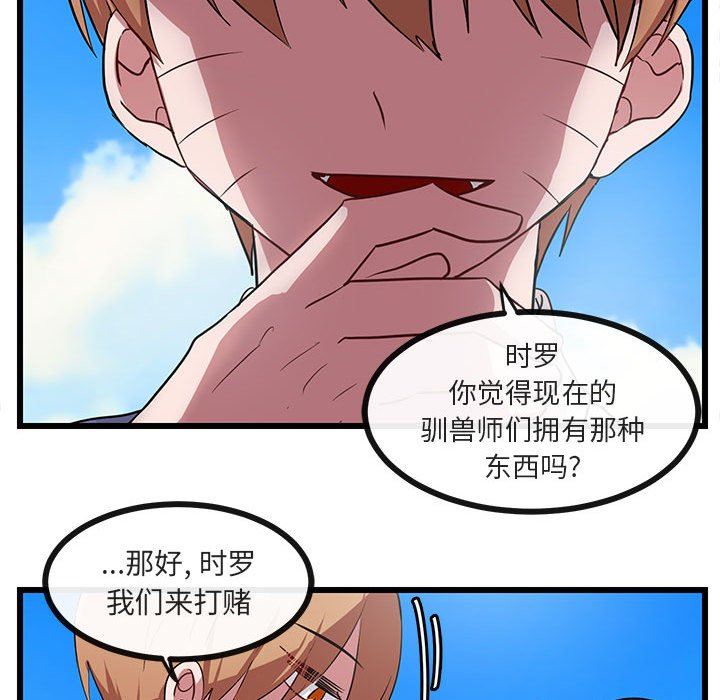 时罗
你觉得现在的
驯兽师们拥有那种
东西吗?
...那好, 时罗
我们来打赌